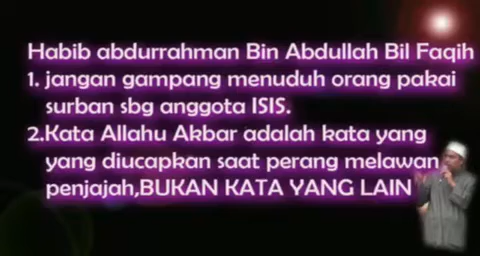 Habib abdurrahman Bin Abdullah Bil Faqih
1. jangan gampang menuduh orang pakai
surban sbg anggota ISIS.
2.Kata Allahu Akbar adalah kata yang
yang diucapkan saat perang melawan
penjajah,BUKAN KATA YANG LAIN